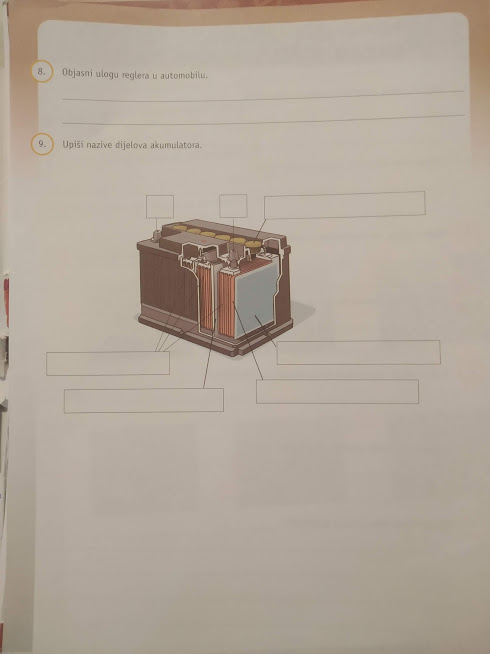 8. Objasni ulogu reglera u automobilu.
9. Upiši nazive dijelova akumulatora.